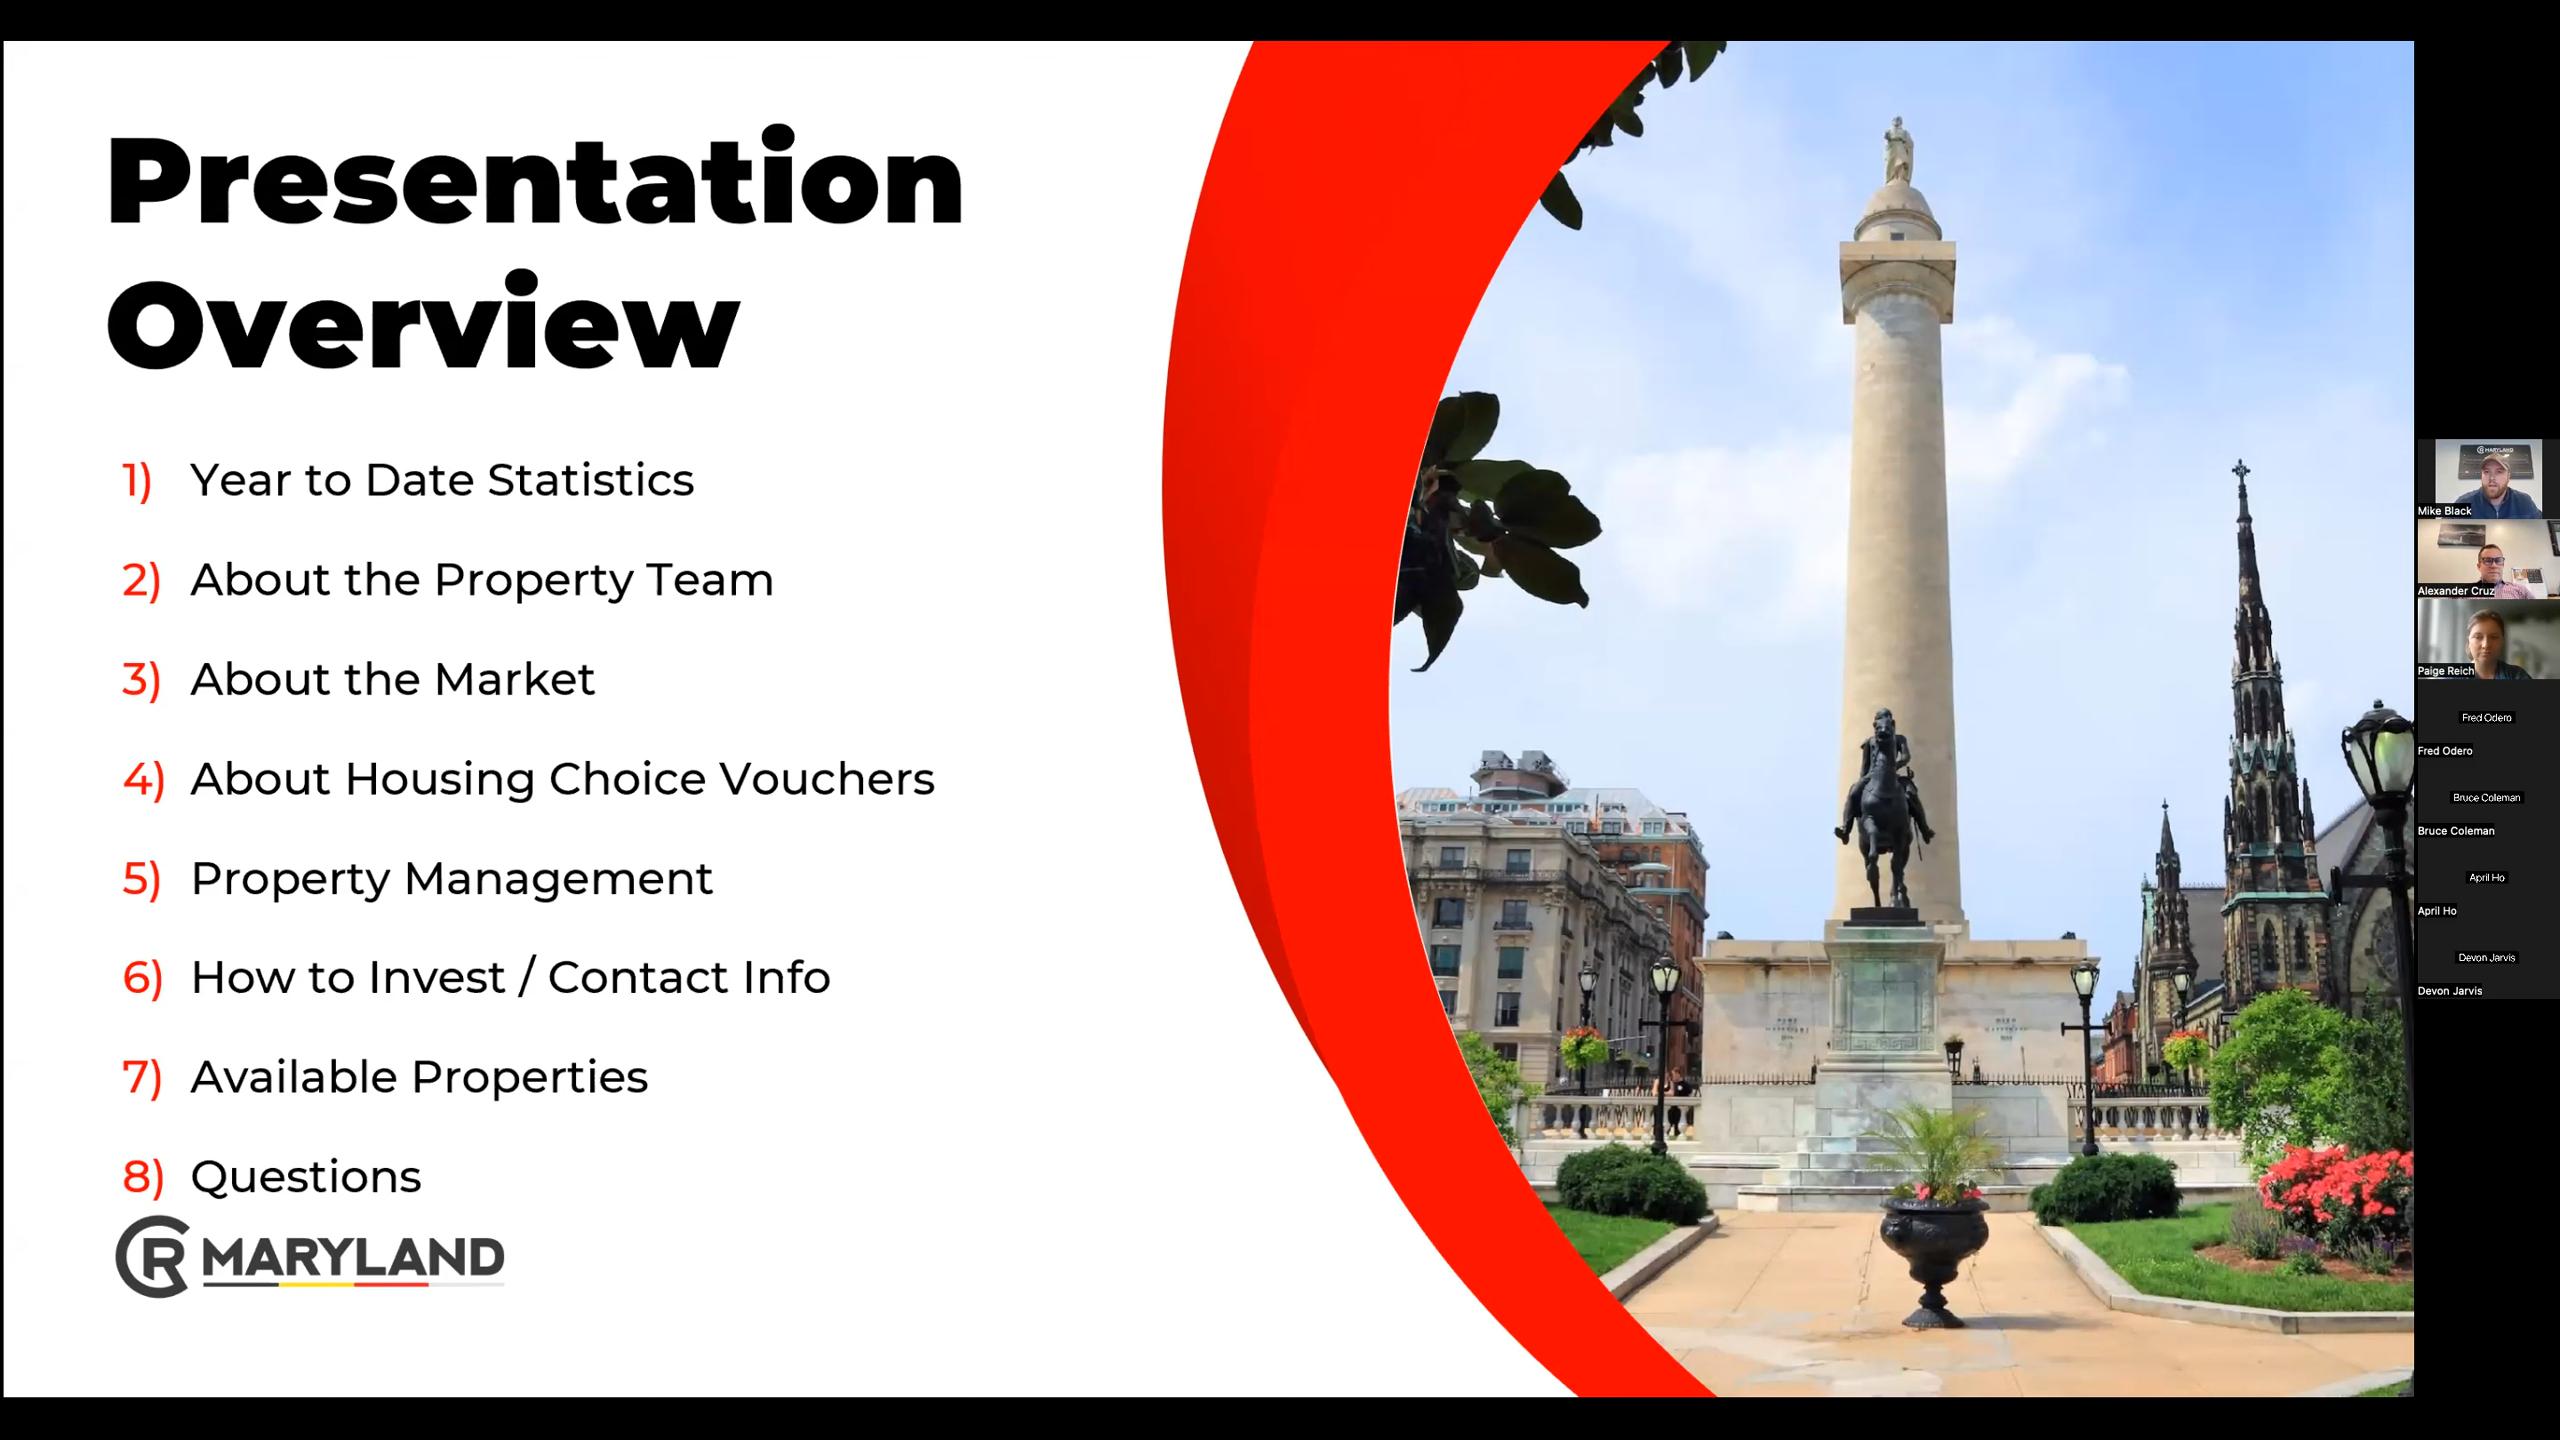 Presentation
Overview
1) Year to Date Statistics
2) About the Property Team
3) About the Market
4) About Housing Choice Vouchers
5) Property Management
6) How to Invest / Contact Info
7) Available Properties
8) Questions
CR MARYLAND
MARYLAND
Mike Black
Alexander Cruz
Paige Reich
Fred Odero
Fred Odero
Bruce Coleman
Bruce Coleman
April Ho
April Ho
Devon Jarvis
Devon Jarvis